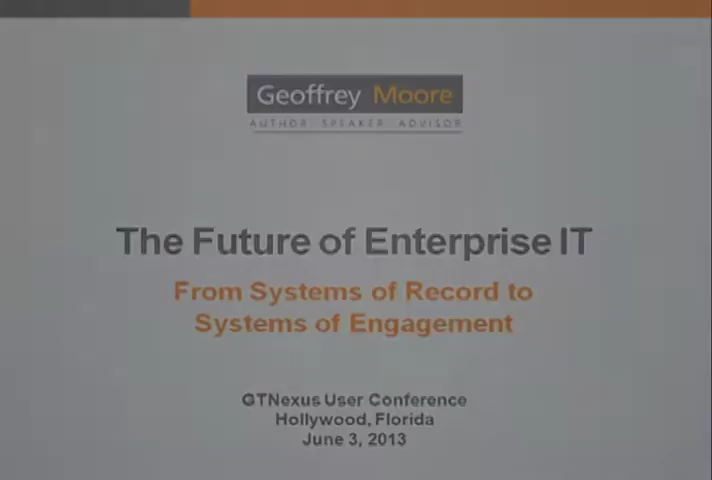 Geoffrey Moore
AUTHOR. SPEAKER. ADVISOR
The Future of Enterprise IT
From Systems of Record to
Systems of Engagement
GTNexus User Conference
Hollywood, Florida
June 3, 2013